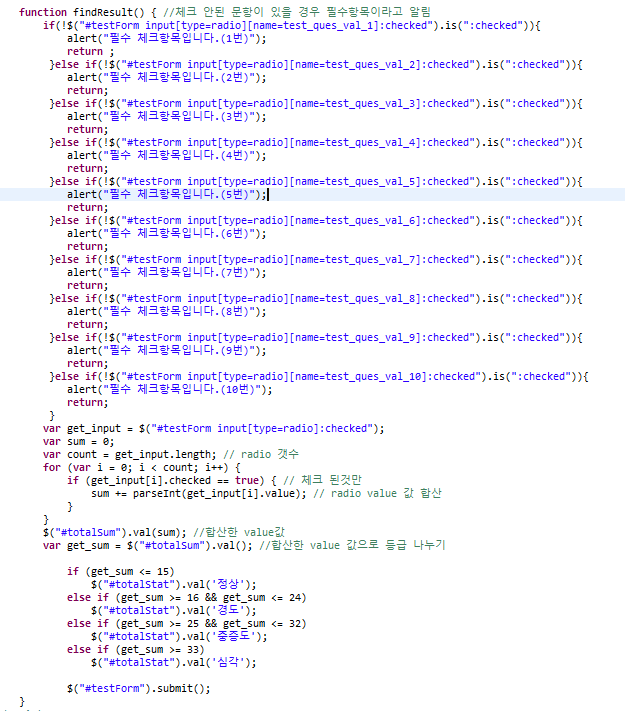 function findResult() { //체크 안된 문항이 있을 경우 필수항목이라고 알림
if(!$("#testForm input[type=radio][name=test_ques_val_1]:checked").is(":checked")){
alert("필수 체크항목입니다.(1번)");
return ;
}else if(!$("#testForm input[type=radio][name=test_ques_val_2]:checked").is(":checked")){
alert("필수 체크항목입니다.(2번)");
return;
}else if(!$("#testForm input[type=radio][name=test_ques_val_3]:checked").is(":checked")){
alert("필수 체크항목입니다.(3번)");
return;
}else if(!$("#testForm input[type=radio][name=test_ques_val_4]:checked").is(":checked")){
alert("필수 체크항목입니다.(4번)");
return;
}else if(!$("#testForm input[type=radio][name=test_ques_val_5]:checked").is(":checked")){
alert("필수 체크항목입니다.(5번)");
return;
}else if(!$("#testForm input[type=radio][name=test_ques_val_6]:checked").is(":checked")){
alert("필수 체크항목입니다.(6번)");
return;
}else if(!$("#testForm input[type=radio][name=test_ques_val_7]:checked").is(":checked")){
alert("필수 체크항목입니다.(7번)");
return;
}else if(!$("#testForm input[type=radio][name=test_ques_val_8]:checked").is(":checked")){
alert("필수 체크항목입니다.(8번)");
return;
}else if(!$("#testForm input[type=radio][name=test_ques_val_9]:checked").is(":checked")){
alert("필수 체크항목입니다.(9번)");
return;
}else if(!$("#testForm input[type=radio][name=test_ques_val_10]:checked").is(":checked")){
alert("필수 체크항목입니다.(10번)");
return;
}
var get_input = $("#testForm input[type=radio]:checked");
var sum = 0;
var count = get_input.length; // radio 갯수
for (var i = 0; i < count; i++) {
if (get_input[i].checked == true) { // 체크 된것만
sum += parseInt(get_input[i].value); // radio value 값 합산
}
}
$("#totalSum").val(sum); //합산한 value값
var get_sum = $("#totalSum").val(); //합산한 value 값으로 등급 나누기
if (get_sum <= 15)
$("#totalStat").val('정상');
else if (get_sum >= 16 && get_sum <= 24)
$("#totalStat").val('경도');
else if (get_sum >= 25 && get_sum <= 32)
$("#totalStat").val('중증도');
else if (get_sum >= 33)
$("#totalStat").val('심각');
$("#testForm").submit();
}